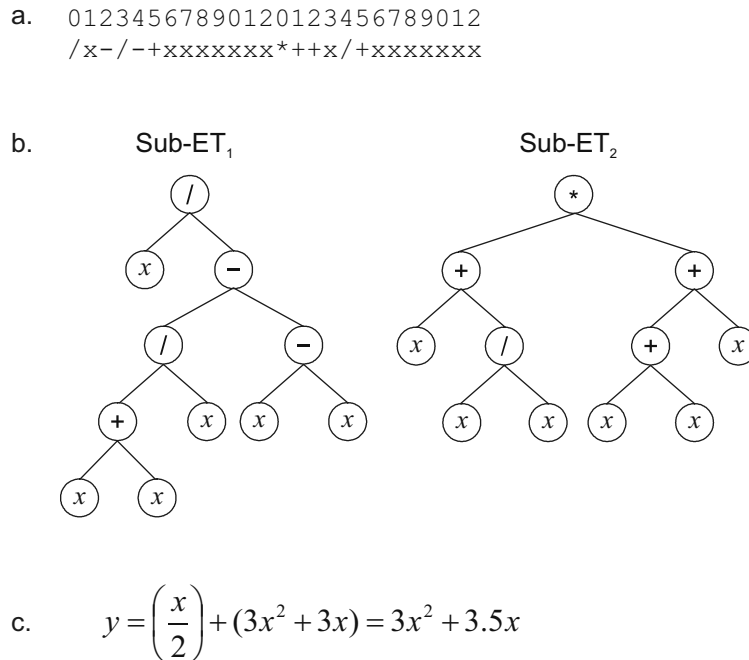 a. 01234567890120123456789012
/x-/-+xxxxxxx*++x/+xxxxxxx
b. Sub-ET₁ Sub-ET₂
/ *
x − + +
/ − x / + x
+ x x x x x x x
x x
c. y = (x/2) + (3x² + 3x) = 3x² + 3.5x